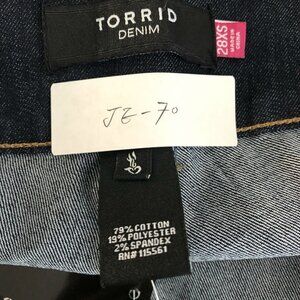 TORRID
DENIM
28XS
JE-70
79% COTTON
19% POLYESTER
2% SPANDEX
RN# 115561